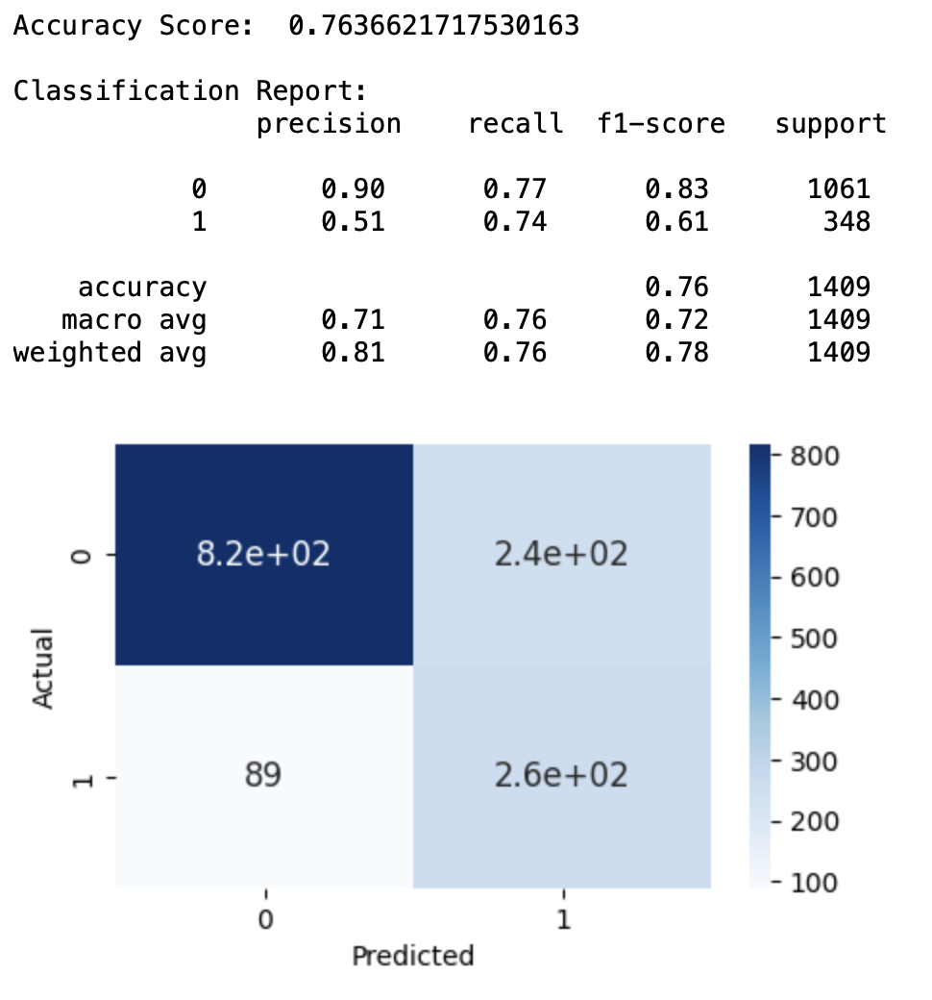 Accuracy Score:  0.7636621717530163
Classification Report:
precision recall f1-score support
0 0.90 0.77 0.83 1061
1 0.51 0.74 0.61 348
accuracy 0.76 1409
macro avg 0.71 0.76 0.72 1409
weighted avg 0.81 0.76 0.78 1409
800
700
600
500
400
300
200
100
Actual
0
8.2e+02 2.4e+02
1
89 2.6e+02
0 1
Predicted